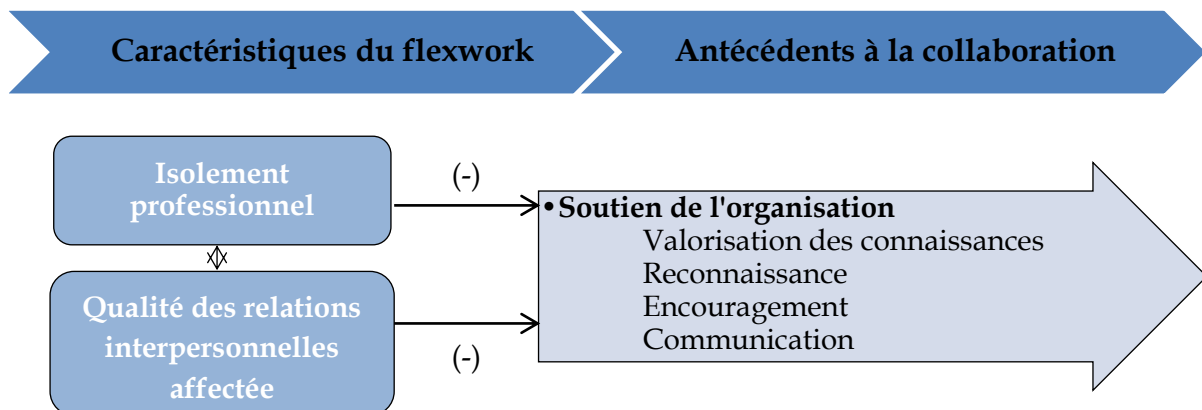 Caractéristiques du flexwork
Antécédents à la collaboration
Isolement
professionnel
(-)
•Soutien de l'organisation
Valorisation des connaissances
Reconnaissance
Encouragement
Communication
Qualité des relations
interpersonnelles
affectée
(-)